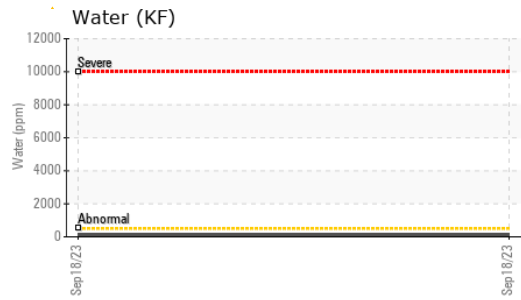 Water (KF)
12000
Severe
10000
8000
Water (ppm)
6000
4000
2000
Abnormal
0
Sep18/23
Sep18/23